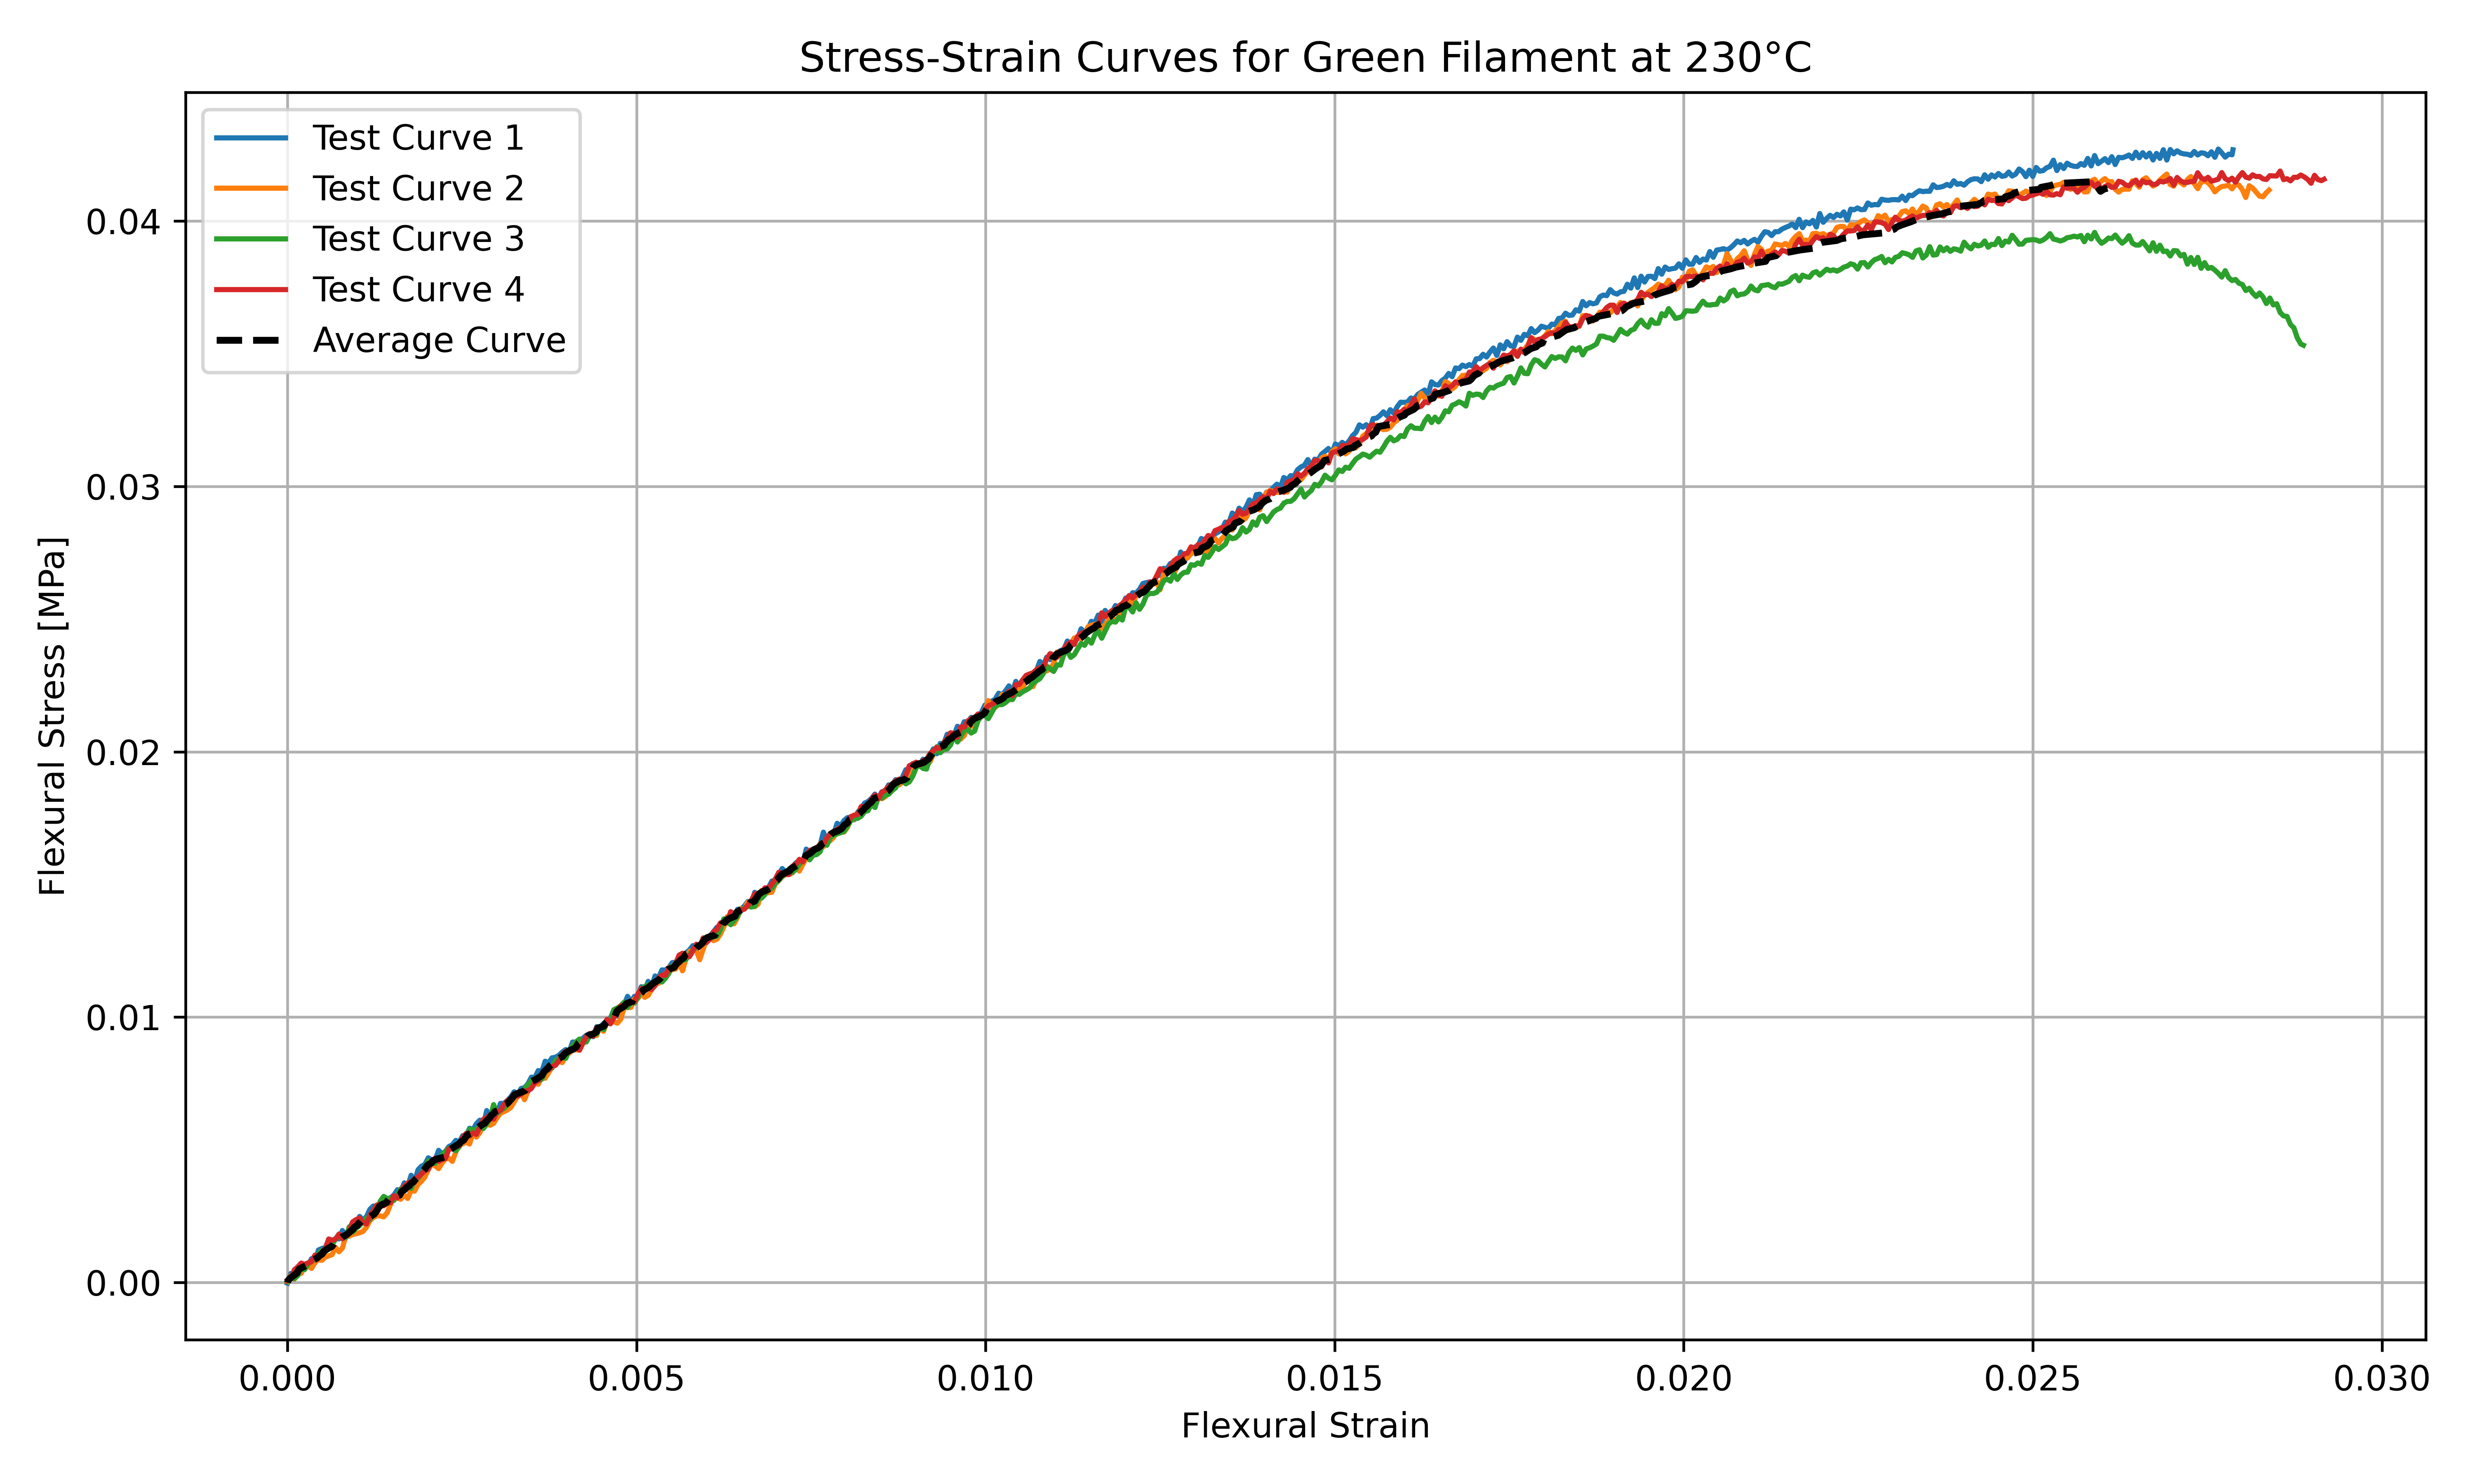 Stress-Strain Curves for Green Filament at 230°C
Test Curve 1
Test Curve 2
Test Curve 3
Test Curve 4
Average Curve
Flexural Stress [MPa]
0.04
0.03
0.02
0.01
0.00
0.000
0.005
0.010
0.015
0.020
0.025
0.030
Flexural Strain